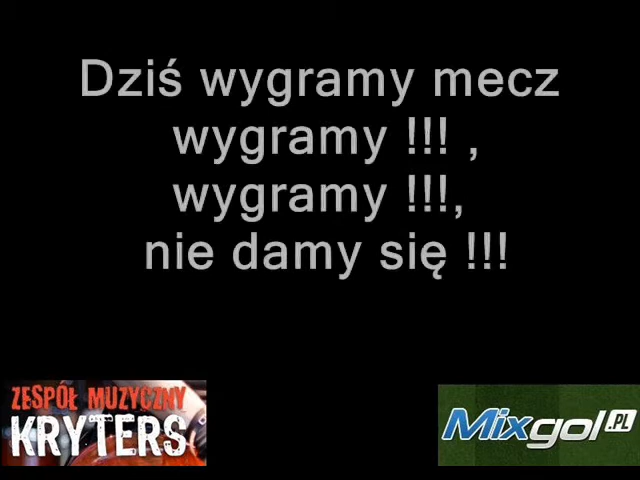 Dziś wygramy mecz
wygramy !!! ,
wygramy !!!,
nie damy się !!!
ZESPÓŁ MUZYCZNY
KRYTERS
Mixgol.PL